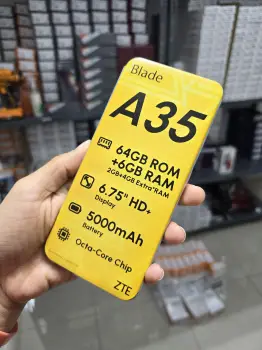 Blade
A35
64GB ROM
+6GB RAM
2GB+4GB Extra*RAM
6.75" HD+
Display
5000mAh
Battery
Octa-Core Chip
ZTE